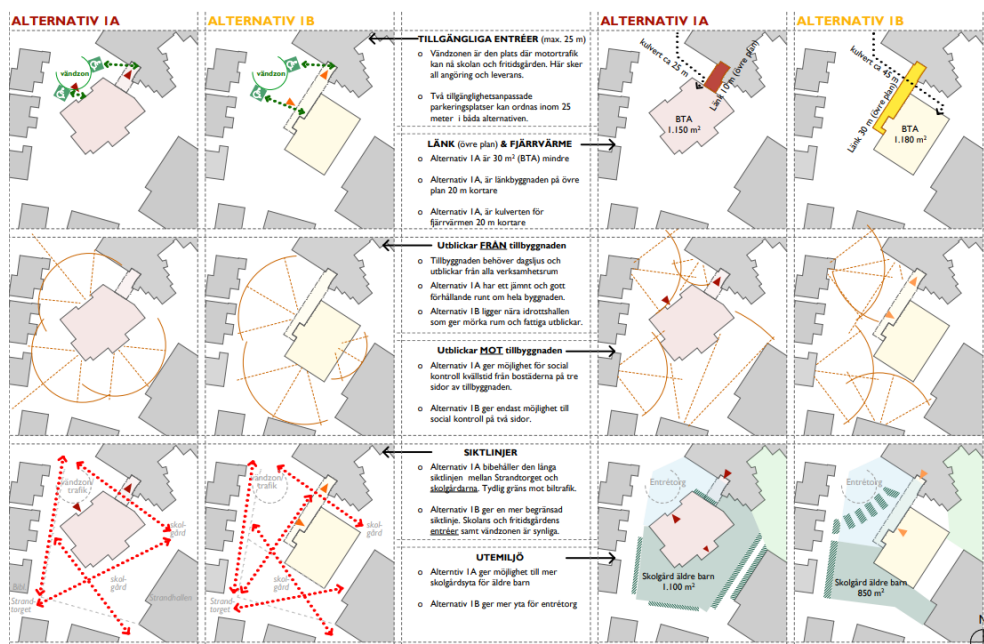 ALTERNATIV 1A
ALTERNATIV 1B
ALTERNATIV 1A
ALTERNATIV 1B
vändzon
vändzon
TILLGÄNGLIGA ENTRÉER (max. 25 m)
o Vändzonen är den plats där motortrafik
kan nå skolan och fritidsgården. Här sker
all angöring och leverans.
o Två tillgänglighetsanpassade
parkeringsplatser kan ordnas inom 25
meter i båda alternativen.
LÄNK (övre plan) & FJÄRRVÄRME
o Alternativ 1A är 30 m² (BTA) mindre
o Alternativ 1A, är länkbyggnaden på övre
plan 20 m kortare
o Alternativ 1A, är kulverten för
fjärrvärmen 20 m kortare
kulvert ca 25 m
Länk 10 m (övre plan)
BTA
1.150 m²
kulvert ca 45 m
Länk 30 m (övre plan)
BTA
1.180 m²
Utblickar FRÅN tillbyggnaden
o Tillbyggnaden behöver dagsljus och
utblickar från alla verksamhetsrum
o Alternativ 1A har ett jämnt och gott
förhållande runt om hela byggnaden.
o Alternativ 1B ligger nära idrottshallen
som ger mörka rum och fattiga utblickar.
Utblickar MOT tillbyggnaden
o Alternativ 1A ger möjlighet för social
kontroll kvällstid från bostäderna på tre
sidor av tillbyggnaden.
o Alternativ 1B ger endast möjlighet till
social kontroll på två sidor.
vändzon/
trafik
skol-
gård
skol-
gård
Bibl
Strand-
torget
Strandhallen
vändzon/
trafik
skol-
gård
skol-
gård
Strand-
torget
SIKTLINJER
o Alternativ 1A bibehåller den långa
siktlinjen mellan Strandtorget och
skolgårdarna. Tydlig gräns mot biltrafik.
o Alternativ 1B ger en mer begränsad
siktlinje. Skolans och fritidsgårdens
entréer samt vändzonen är synliga.
UTEMILJÖ
o Alterntiv 1A ger möjlighet till mer
skolgårdsyta för äldre barn
o Alternativ 1B ger mer yta för entrétorg
Entrétorg
Skolgård äldre barn
1.100 m²
Entrétorg
Skolgård äldre barn
850 m²
N